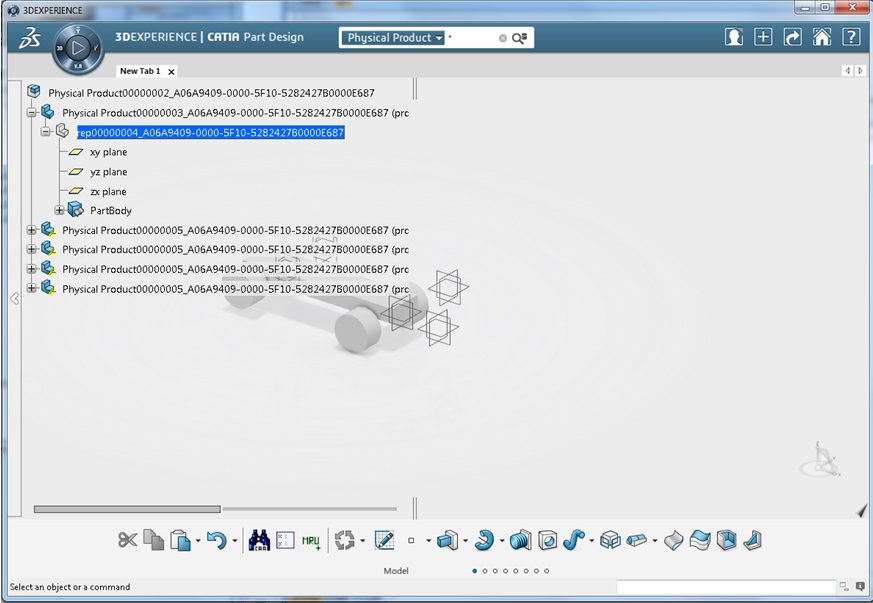 3DEXPERIENCE
3DEXPERIENCE | CATIA Part Design
Physical Product *
3D
V.R
New Tab 1 x
Physical Product00000002_A06A9409-0000-5F10-5282427B0000E687
Physical Product00000003_A06A9409-0000-5F10-5282427B0000E687 (prc
rep00000004_A06A9409-0000-5F10-5282427B0000E687
xy plane
yz plane
zx plane
PartBody
Physical Product00000005_A06A9409-0000-5F10-5282427B0000E687 (prc
Physical Product00000005_A06A9409-0000-5F10-5282427B0000E687 (prc
Physical Product00000005_A06A9409-0000-5F10-5282427B0000E687 (prc
Physical Product00000005_A06A9409-0000-5F10-5282427B0000E687 (prc
MRU
Model
Select an object or a command